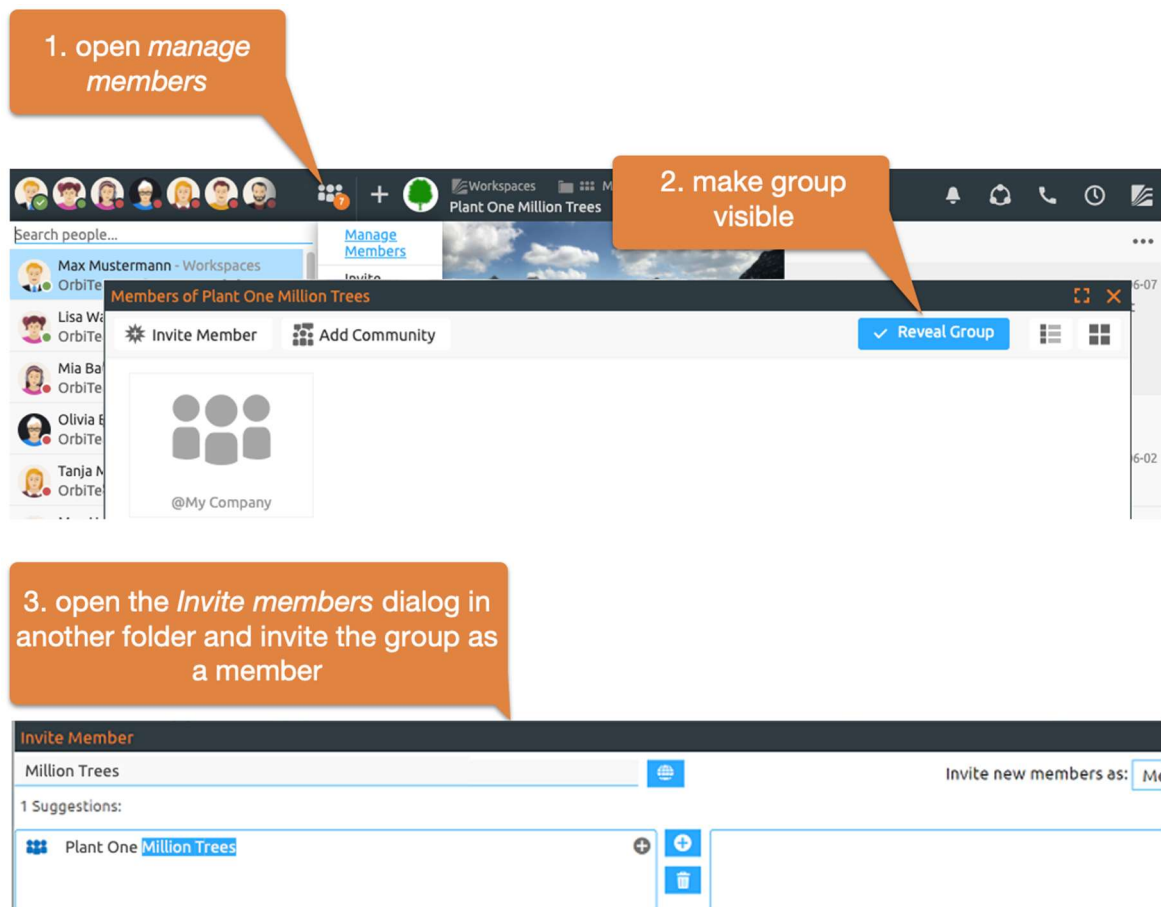 1. open manage
members
2. make group
visible
7
Workspaces
Plant One Million Trees
Search people...
Manage
Members
Max Mustermann - Workspaces
Members of Plant One Million Trees
Invite Member
Add Community
Reveal Group
@My Company
3. open the Invite members dialog in
another folder and invite the group as
a member
Invite Member
Million Trees
Invite new members as:
1 Suggestions:
Plant One Million Trees